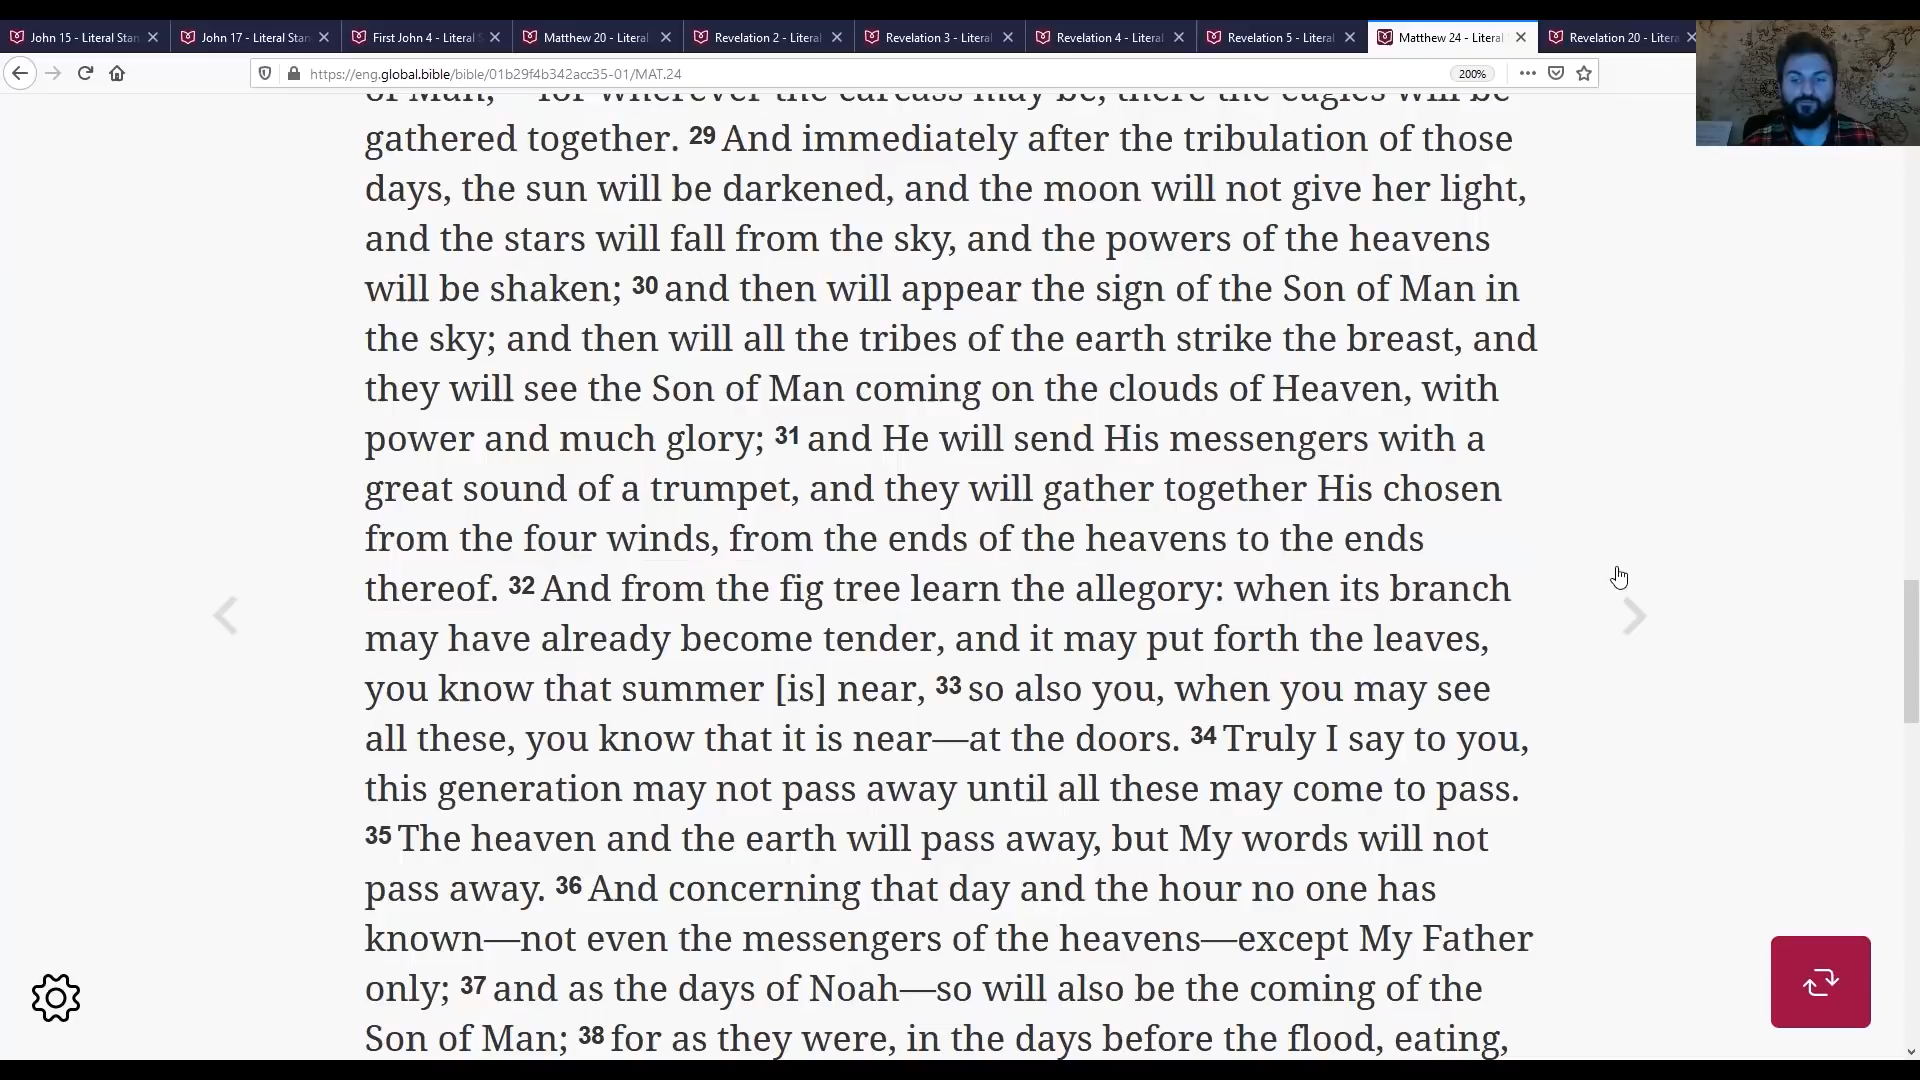 John 15 - Literal Stan
John 17 - Literal Stan
First John 4 - Literal S
Matthew 20 - Literal
Revelation 2 - Literal
Revelation 3 - Literal
Revelation 4 - Literal
Revelation 5 - Literal
Matthew 24 - Literal
Revelation 20 - Litera
https://eng.global.bible/bible/01b29f4b342acc35-01/MAT.24
200%
of Man; for wherever the carcass may be, there the eagles will be
gathered together. 29 And immediately after the tribulation of those
days, the sun will be darkened, and the moon will not give her light,
and the stars will fall from the sky, and the powers of the heavens
will be shaken; 30 and then will appear the sign of the Son of Man in
the sky; and then will all the tribes of the earth strike the breast, and
they will see the Son of Man coming on the clouds of Heaven, with
power and much glory; 31 and He will send His messengers with a
great sound of a trumpet, and they will gather together His chosen
from the four winds, from the ends of the heavens to the ends
thereof. 32 And from the fig tree learn the allegory: when its branch
may have already become tender, and it may put forth the leaves,
you know that summer [is] near, 33 so also you, when you may see
all these, you know that it is near—at the doors. 34 Truly I say to you,
this generation may not pass away until all these may come to pass.
35 The heaven and the earth will pass away, but My words will not
pass away. 36 And concerning that day and the hour no one has
known—not even the messengers of the heavens—except My Father
only; 37 and as the days of Noah—so will also be the coming of the
Son of Man; 38 for as they were, in the days before the flood, eating,